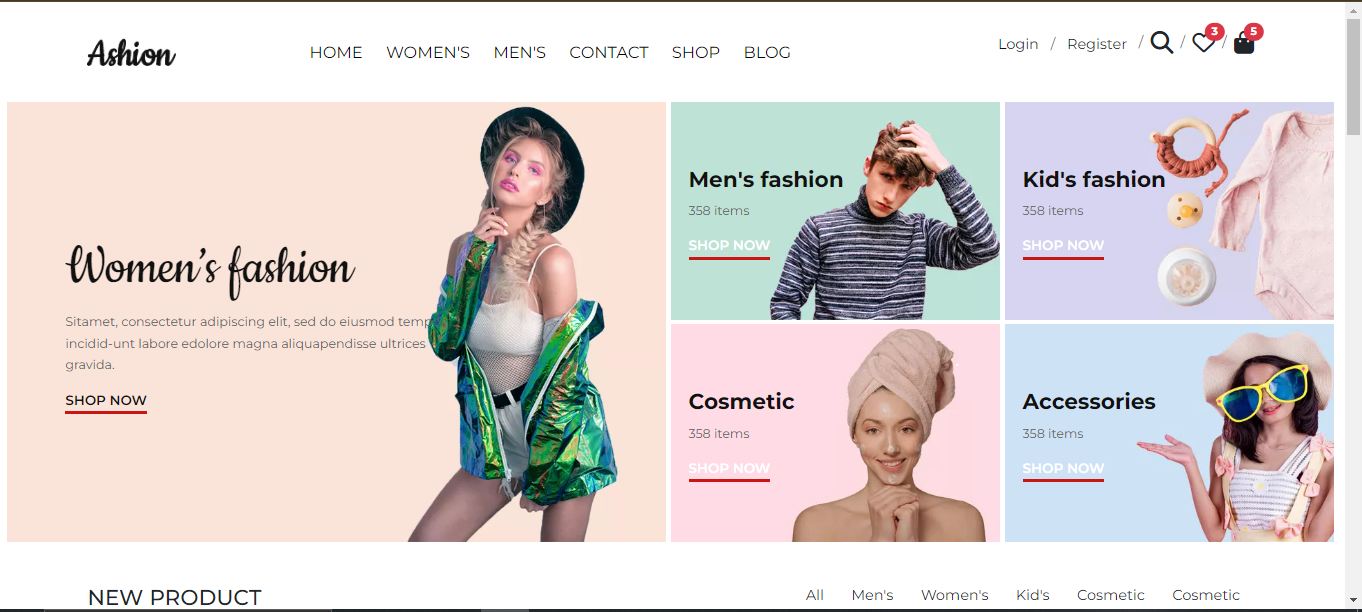 Ashion
HOME WOMEN'S MEN'S CONTACT SHOP BLOG
Login / Register / / 3 / 5
Women's fashion
Sitamet, consectetur adipiscing elit, sed do eiusmod temp
incidid-unt labore edolore magna aliquapendisse ultrices
gravida.
SHOP NOW
Men's fashion
358 items
SHOP NOW
Kid's fashion
358 items
SHOP NOW
Cosmetic
358 items
SHOP NOW
Accessories
358 items
SHOP NOW
NEW PRODUCT
All Men's Women's Kid's Cosmetic Cosmetic